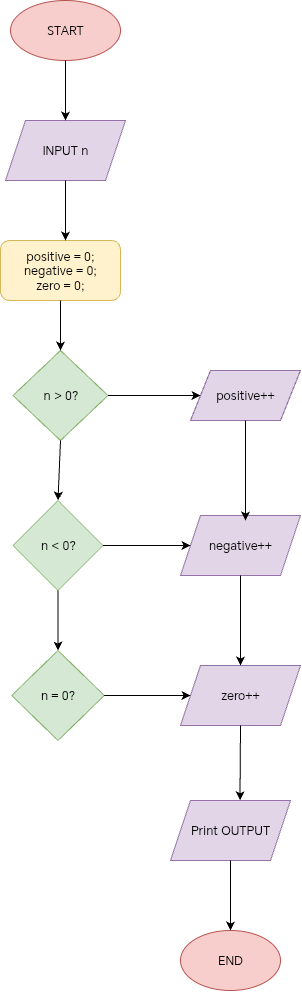 START
INPUT n
positive = 0;
negative = 0;
zero = 0;
n > 0?
positive++
n < 0?
negative++
n = 0?
zero++
Print OUTPUT
END